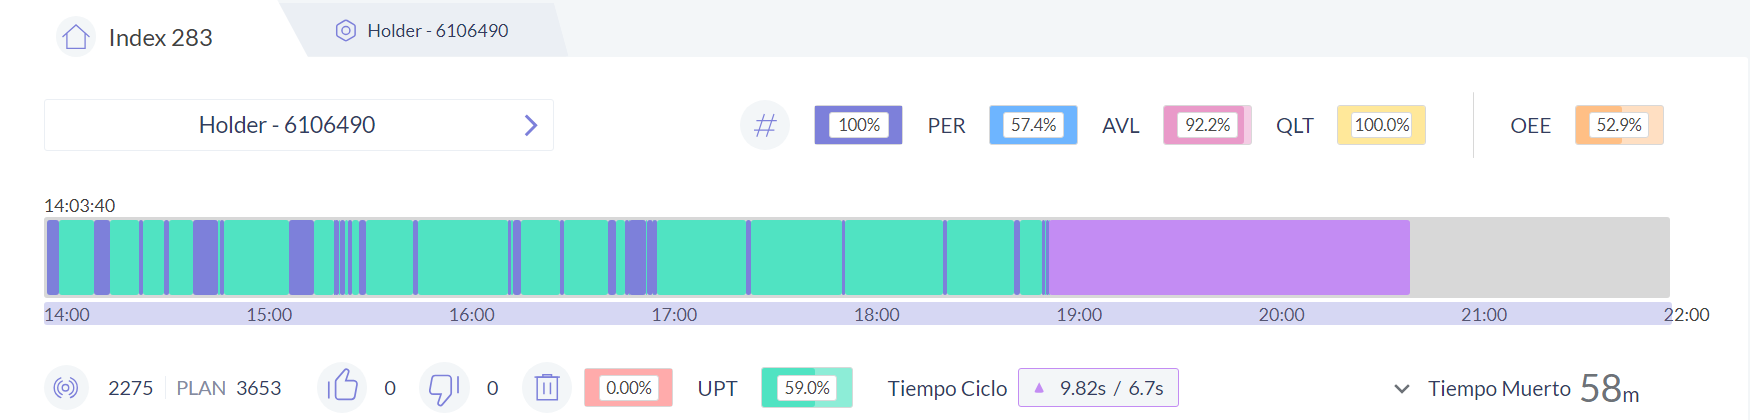 Index 283
Holder - 6106490
Holder - 6106490
# 100% PER 57.4% AVL 92.2% QLT 100.0% OEE 52.9%
14:03:40
14:00 15:00 16:00 17:00 18:00 19:00 20:00 21:00 22:00
2275 PLAN 3653 0 0 0.00% UPT 59.0% Tiempo Ciclo 9.82s / 6.7s Tiempo Muerto 58m